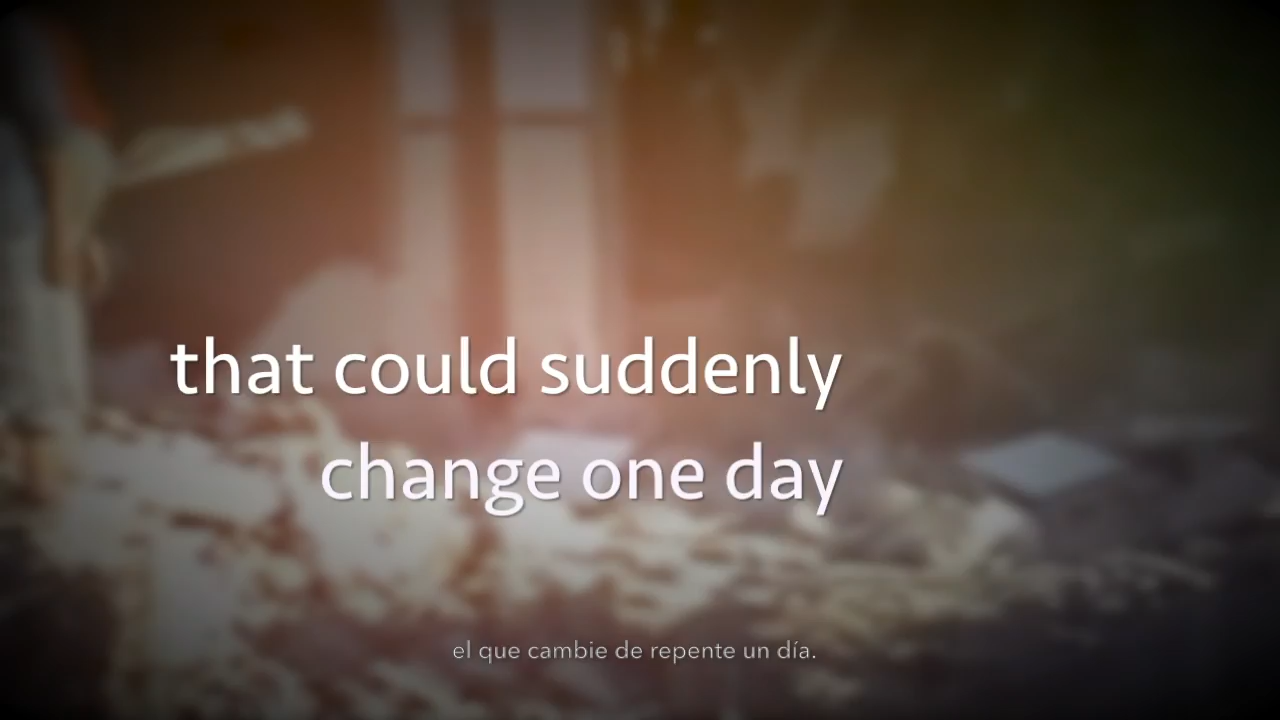 that could suddenly
change one day
el que cambie de repente un día.